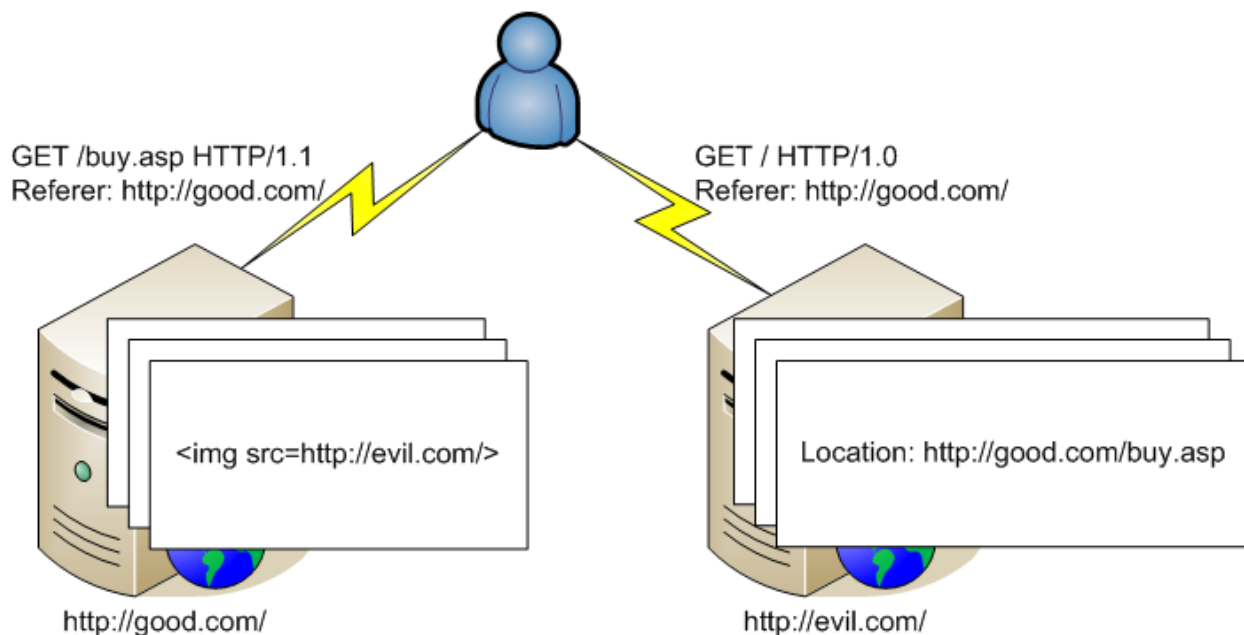 GET /buy.asp HTTP/1.1
Referer: http://good.com/
GET / HTTP/1.0
Referer: http://good.com/
<img src=http://evil.com/>
Location: http://good.com/buy.asp
http://good.com/
http://evil.com/